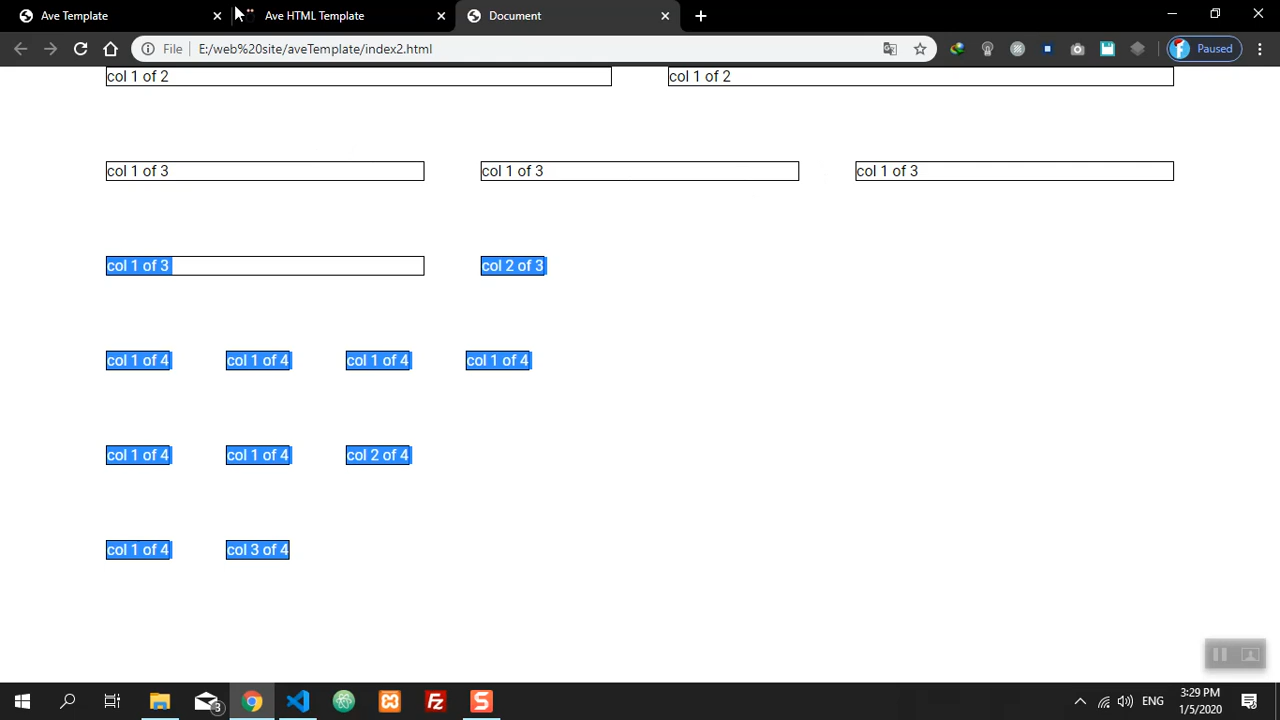 Ave Template
Ave HTML Template
Document
File
E:/web%20site/aveTemplate/index2.html
Paused
col 1 of 2
col 1 of 2
col 1 of 3
col 1 of 3
col 1 of 3
col 1 of 3
col 2 of 3
col 1 of 4
col 1 of 4
col 1 of 4
col 1 of 4
col 1 of 4
col 1 of 4
col 2 of 4
col 1 of 4
col 3 of 4
3
Fz
S
ENG
3:29 PM
1/5/2020